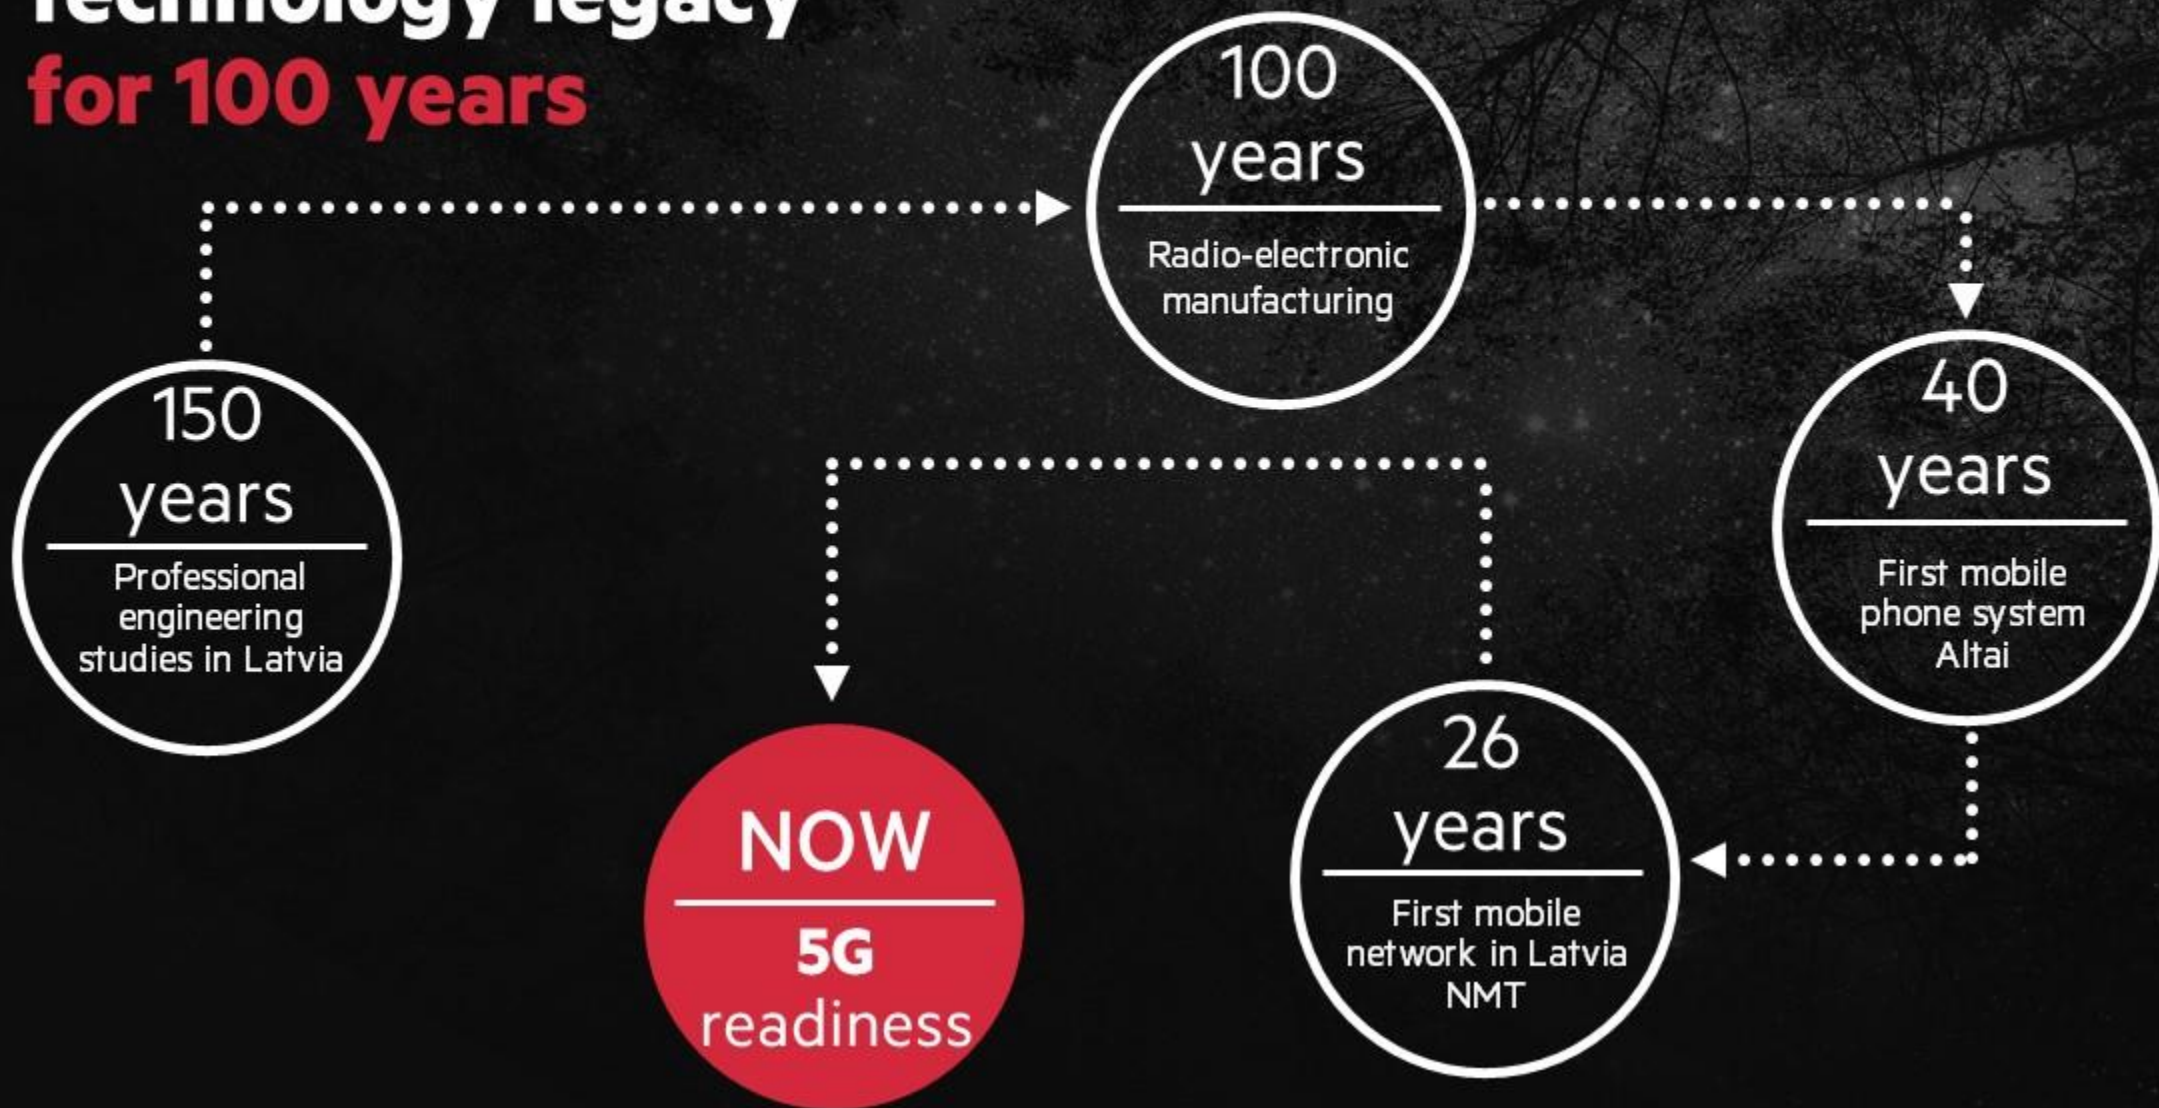 Technology legacy
for 100 years
150
years
Professional
engineering
studies in Latvia
100
years
Radio-electronic
manufacturing
40
years
First mobile
phone system
Altai
26
years
First mobile
network in Latvia
NMT
NOW
5G
readiness